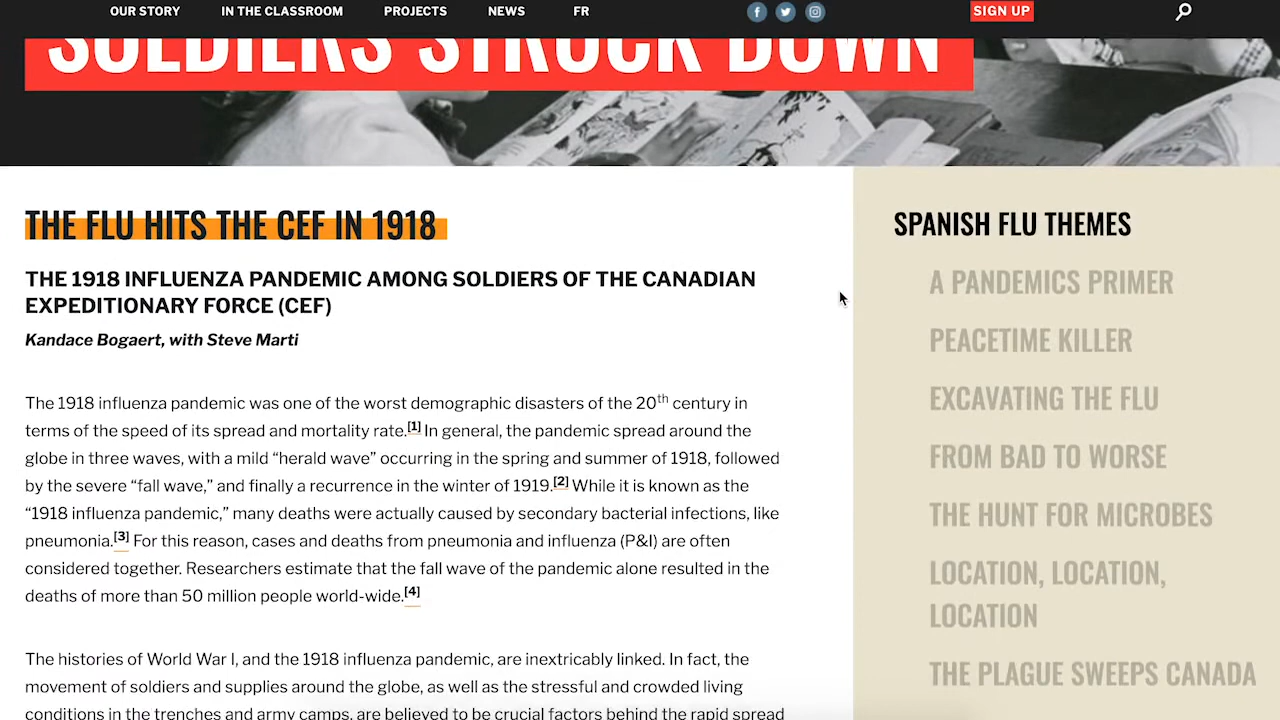 OUR STORY IN THE CLASSROOM PROJECTS NEWS FR SIGN UP
SOLDIERS STRUCK DOWN
THE FLU HITS THE CEF IN 1918
THE 1918 INFLUENZA PANDEMIC AMONG SOLDIERS OF THE CANADIAN
EXPEDITIONARY FORCE (CEF)
Kandace Bogaert, with Steve Marti
The 1918 influenza pandemic was one of the worst demographic disasters of the 20th century in
terms of the speed of its spread and mortality rate.[1] In general, the pandemic spread around the
globe in three waves, with a mild “herald wave” occurring in the spring and summer of 1918, followed
by the severe “fall wave,” and finally a recurrence in the winter of 1919.[2] While it is known as the
“1918 influenza pandemic,” many deaths were actually caused by secondary bacterial infections, like
pneumonia.[3] For this reason, cases and deaths from pneumonia and influenza (P&I) are often
considered together. Researchers estimate that the fall wave of the pandemic alone resulted in the
deaths of more than 50 million people world-wide.[4]
The histories of World War I, and the 1918 influenza pandemic, are inextricably linked. In fact, the
movement of soldiers and supplies around the globe, as well as the stressful and crowded living
conditions in the trenches and army camps, are believed to be crucial factors behind the rapid spread
SPANISH FLU THEMES
A PANDEMICS PRIMER
PEACETIME KILLER
EXCAVATING THE FLU
FROM BAD TO WORSE
THE HUNT FOR MICROBES
LOCATION, LOCATION,
LOCATION
THE PLAGUE SWEEPS CANADA